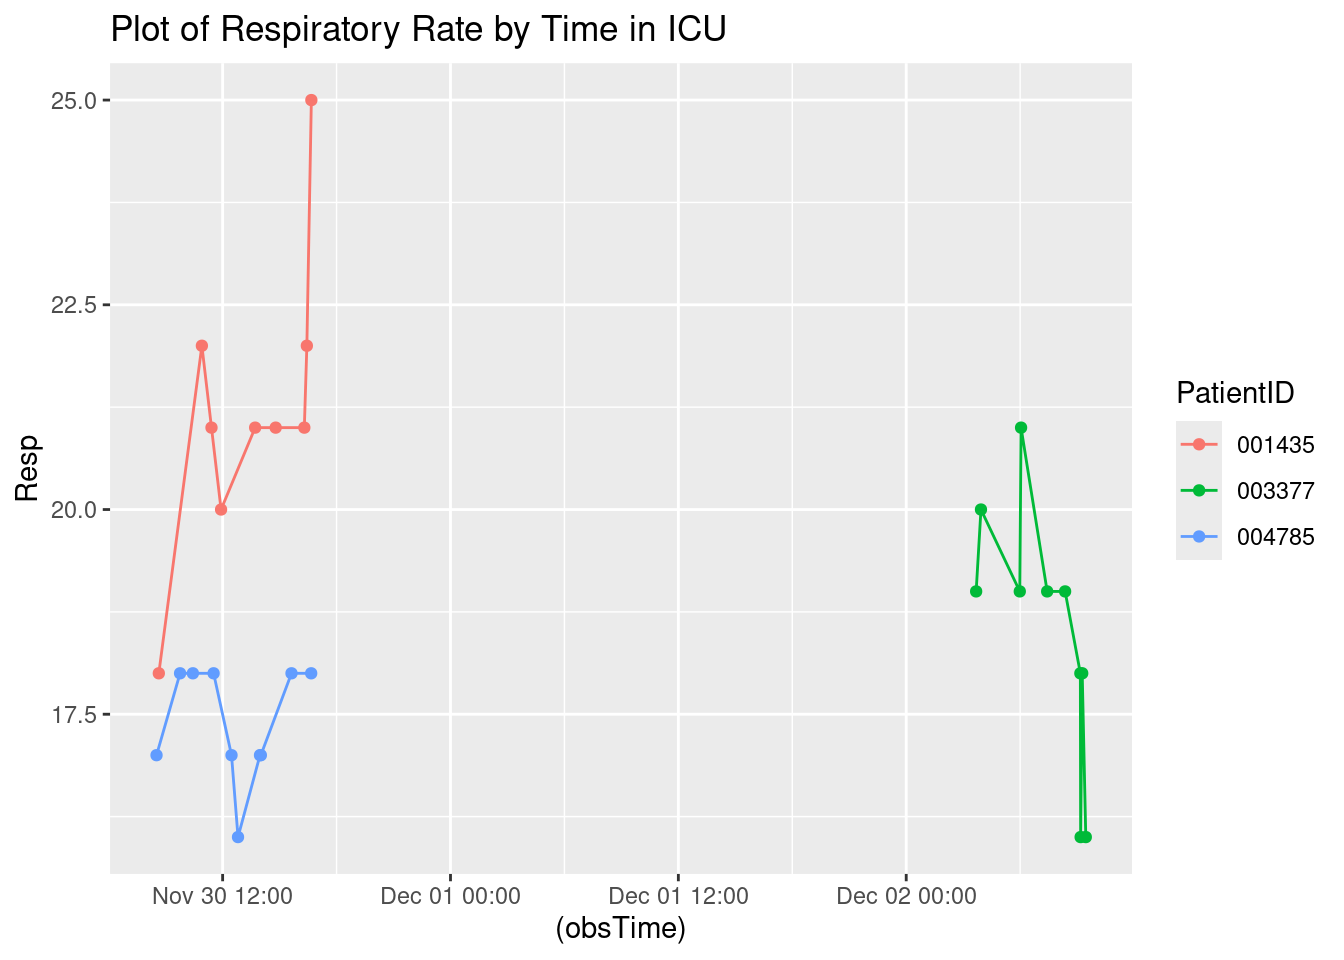 Plot of Respiratory Rate by Time in ICU
25.0
22.5
20.0
17.5
Resp
Nov 30 12:00
Dec 01 00:00
Dec 01 12:00
Dec 02 00:00
(obsTime)
PatientID
001435
003377
004785